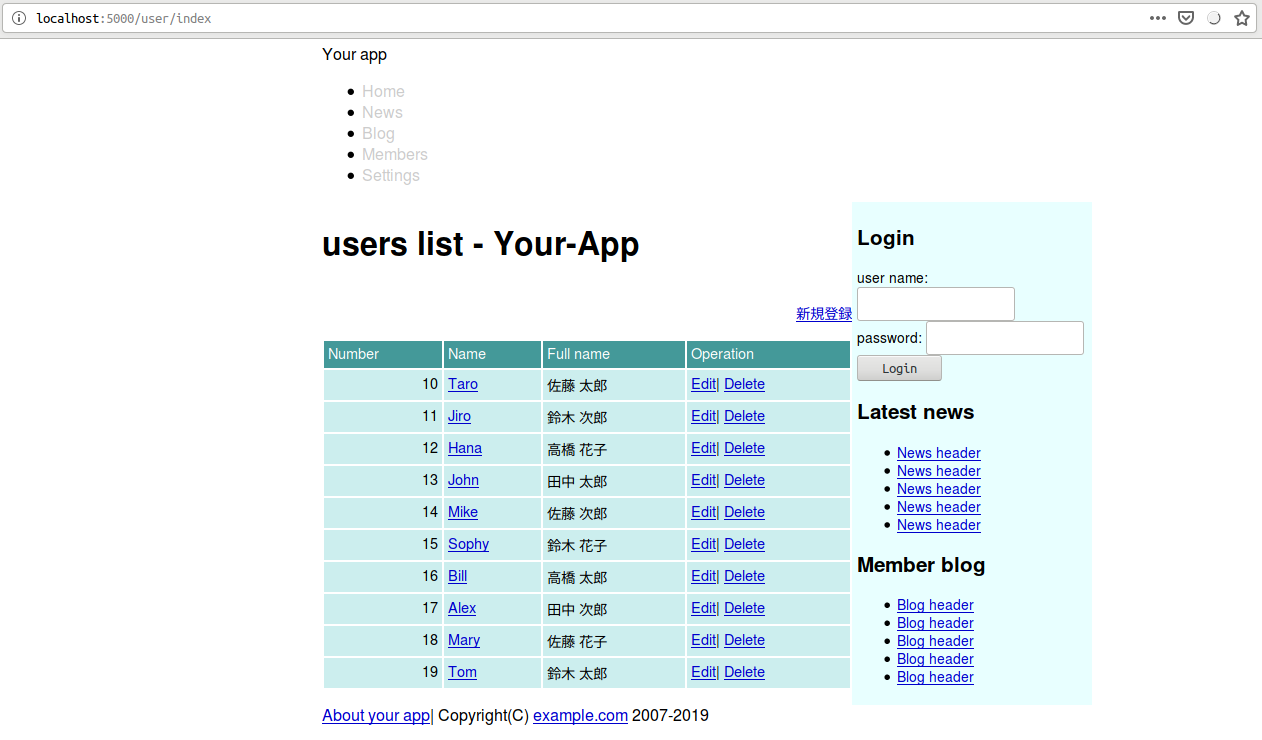 localhost:5000/user/index
Your app
Home
News
Blog
Members
Settings
users list - Your-App
新規登録
Number Name Full name Operation
10 Taro 佐藤 太郎 Edit| Delete
11 Jiro 鈴木 次郎 Edit| Delete
12 Hana 高橋 花子 Edit| Delete
13 John 田中 太郎 Edit| Delete
14 Mike 佐藤 次郎 Edit| Delete
15 Sophy 鈴木 花子 Edit| Delete
16 Bill 高橋 太郎 Edit| Delete
17 Alex 田中 次郎 Edit| Delete
18 Mary 佐藤 花子 Edit| Delete
19 Tom 鈴木 太郎 Edit| Delete
Login
user name:
password:
Login
Latest news
News header
News header
News header
News header
News header
Member blog
Blog header
Blog header
Blog header
Blog header
Blog header
About your app| Copyright(C) example.com 2007-2019